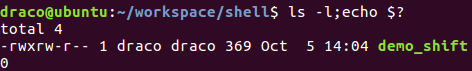 draco@ubuntu:~/workspace/shell$ ls -l;echo $?
total 4
-rwxrw-r-- 1 draco draco 369 Oct  5 14:04 demo_shift
0